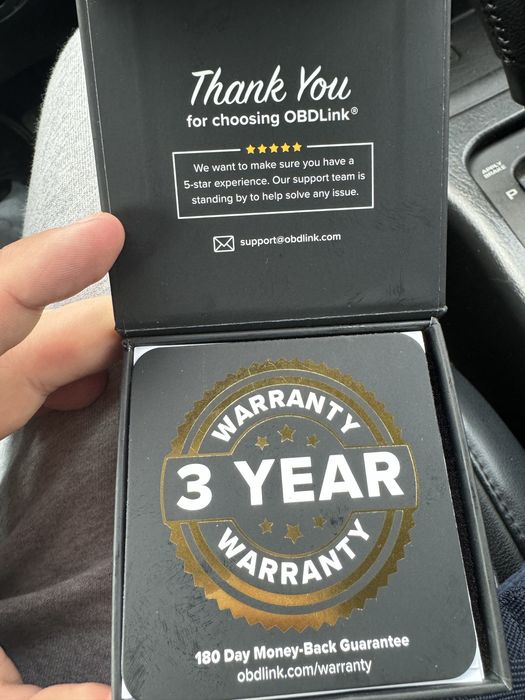 Thank You
for choosing OBDLink®
We want to make sure you have a
5-star experience. Our support team is
standing by to help solve any issue.
support@obdlink.com
APPLY
BRAKE
P
WARRANTY
3 YEAR
WARRANTY
180 Day Money-Back Guarantee
obdlink.com/warranty